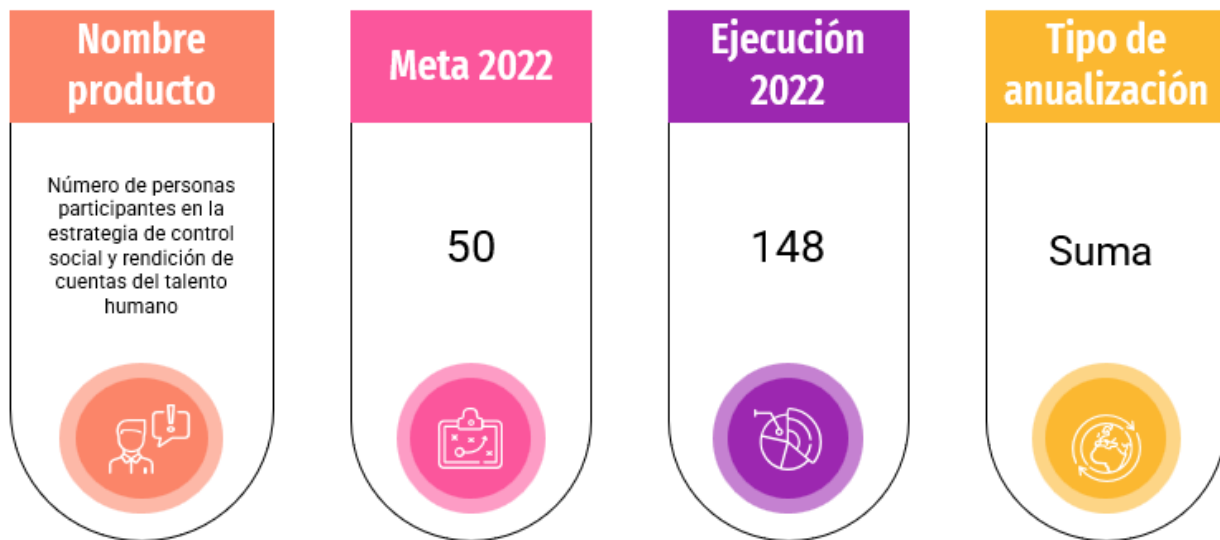 Nombre
producto
Número de personas
participantes en la
estrategia de control
social y rendición de
cuentas del talento
humano
Meta 2022
50
Ejecución
2022
148
Tipo de
anualización
Suma